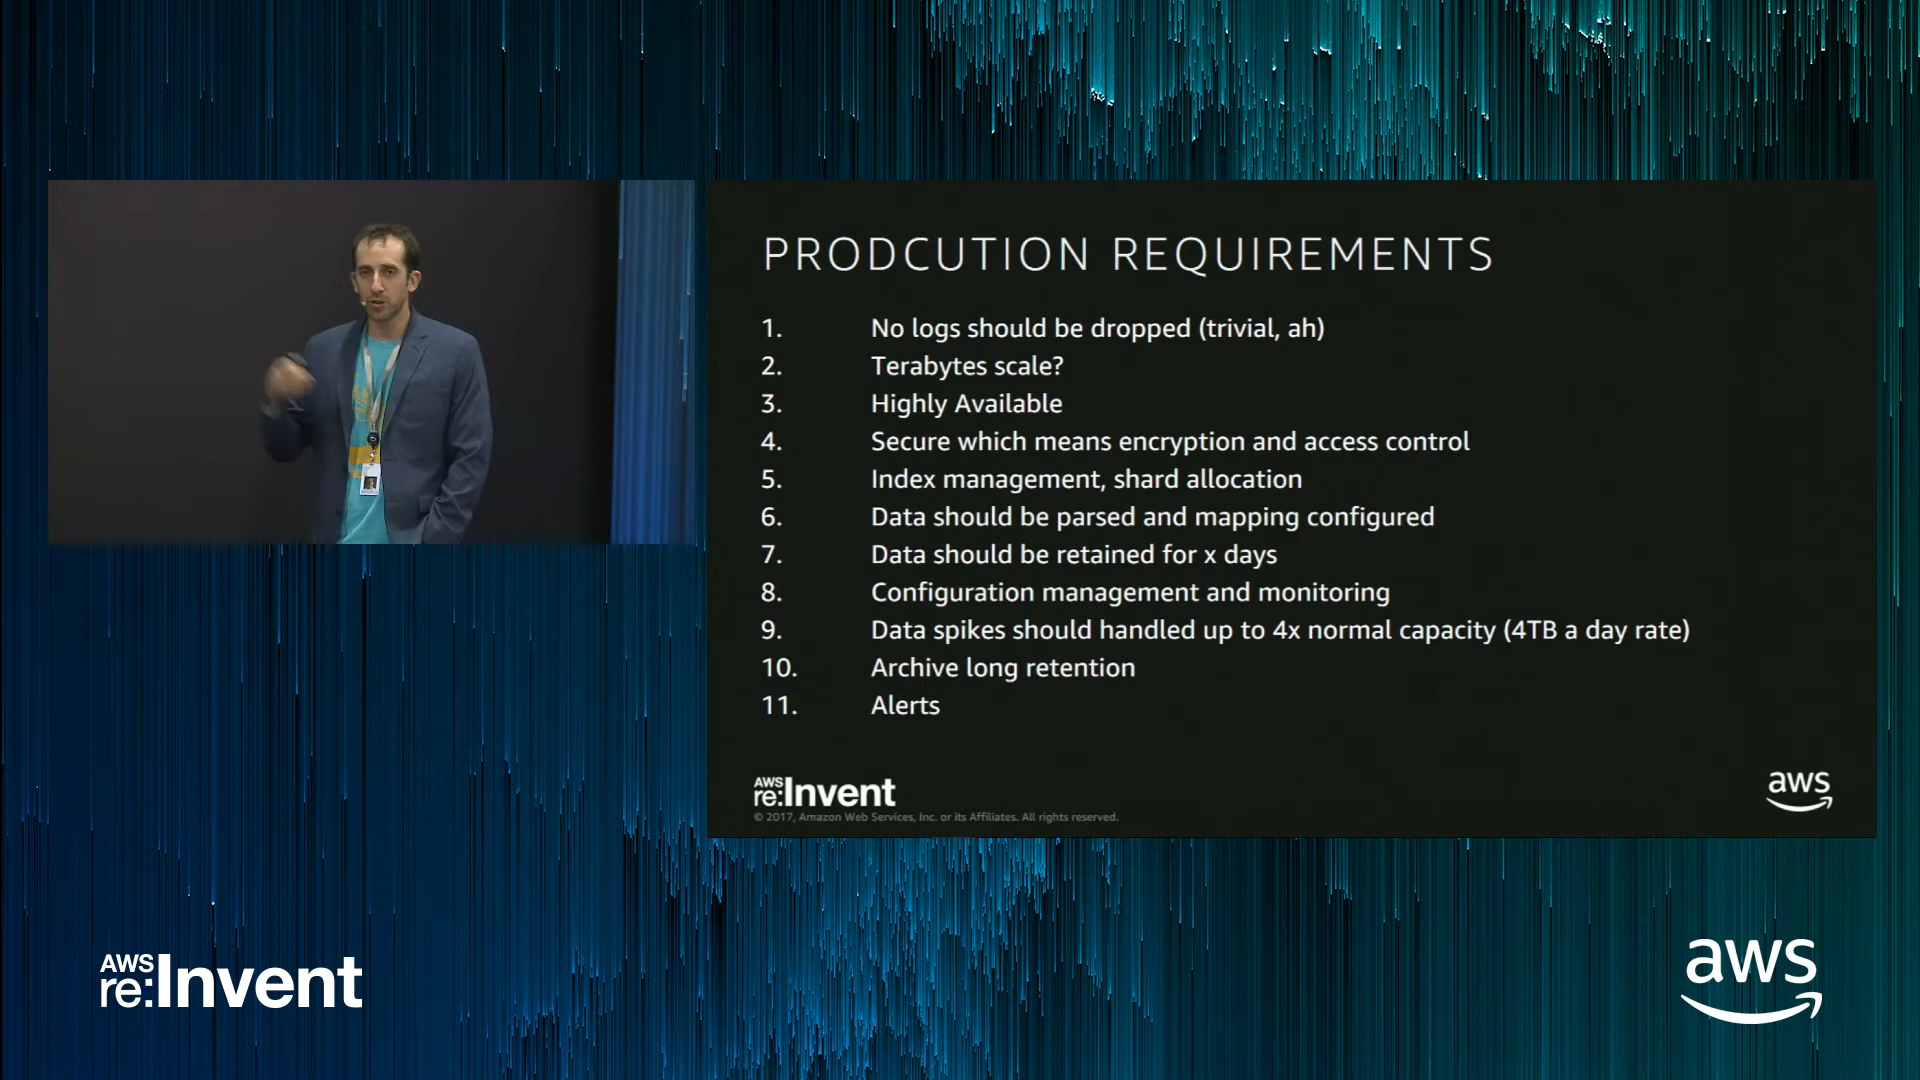 PRODCUTION REQUIREMENTS
1. No logs should be dropped (trivial, ah)
2. Terabytes scale?
3. Highly Available
4. Secure which means encryption and access control
5. Index management, shard allocation
6. Data should be parsed and mapping configured
7. Data should be retained for x days
8. Configuration management and monitoring
9. Data spikes should handled up to 4x normal capacity (4TB a day rate)
10. Archive long retention
11. Alerts
AWS
re:Invent
aws
© 2017, Amazon Web Services, Inc. or its Affiliates. All rights reserved.
AWS
re:Invent
aws